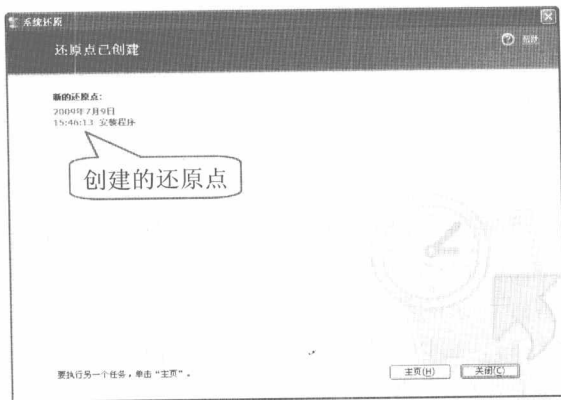 系统还原
还原点已创建
帮助
新的还原点:
2009年7月9日
15:46:13 安装程序
创建的还原点
要执行另一个任务，单击“主页”。
主页(H)
关闭(C)